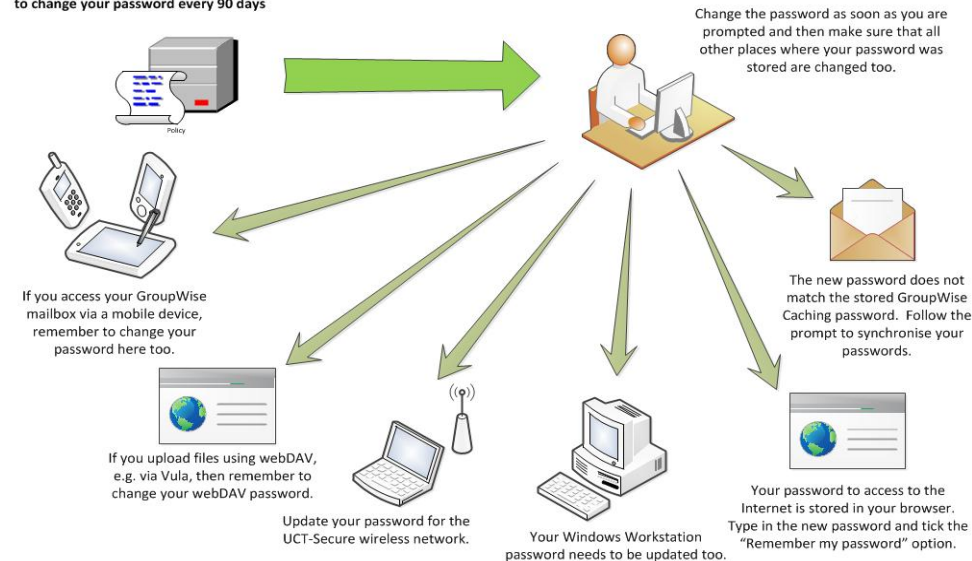 to change your password every 90 days
Change the password as soon as you are
prompted and then make sure that all
other places where your password was
stored are changed too.
Policy
If you access your GroupWise
mailbox via a mobile device,
remember to change your
password here too.
The new password does not
match the stored GroupWise
Caching password.  Follow the
prompt to synchronise your
passwords.
If you upload files using webDAV,
e.g. via Vula, then remember to
change your webDAV password.
Update your password for the
UCT-Secure wireless network.
Your Windows Workstation
password needs to be updated too.
Your password to access to the
Internet is stored in your browser.
Type in the new password and tick the
“Remember my password” option.